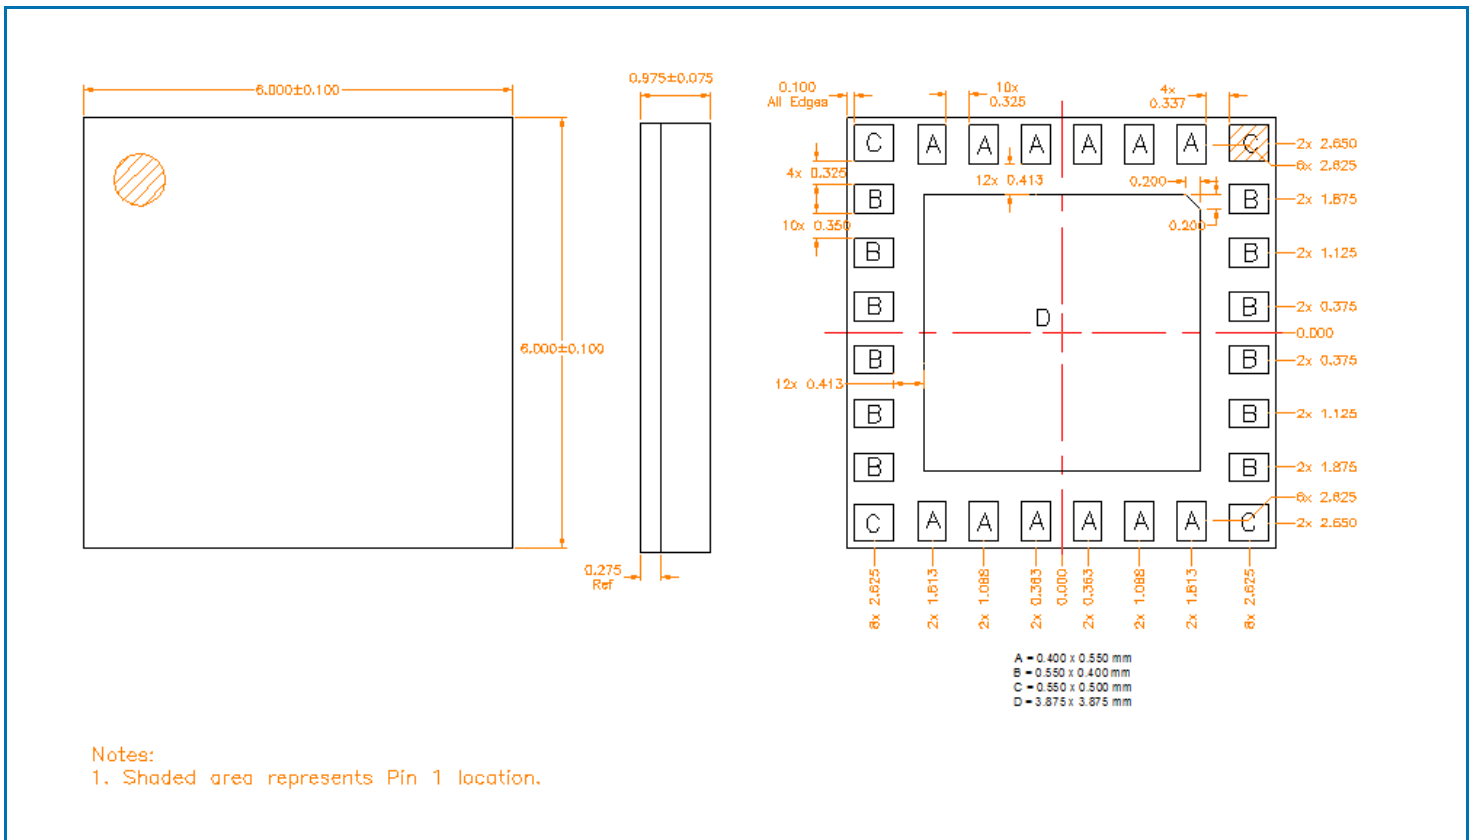 6.000±0.100
6.000±0.100
0.975±0.075
0.275
Ref
0.100
All Edges
10x
0.325
4x
0.337
C
A
A
A
A
A
A
C
2x 2.650
6x 2.625
4x 0.325
12x 0.413
0.200
B
B
2x 1.875
10x 0.350
0.200
B
B
2x 1.125
B
B
2x 0.375
D
0.000
B
B
2x 0.375
12x 0.413
B
B
2x 1.125
B
B
2x 1.875
6x 2.625
C
A
A
A
A
A
A
C
2x 2.650
8x 2.625
2x 1.813
2x 1.088
2x 0.363
0.000
2x 0.363
2x 1.088
2x 1.813
8x 2.625
A = 0.400 x 0.550 mm
B = 0.550 x 0.400 mm
C = 0.550 x 0.500 mm
D = 3.875 x 3.875 mm
Notes:
1. Shaded area represents Pin 1 location.